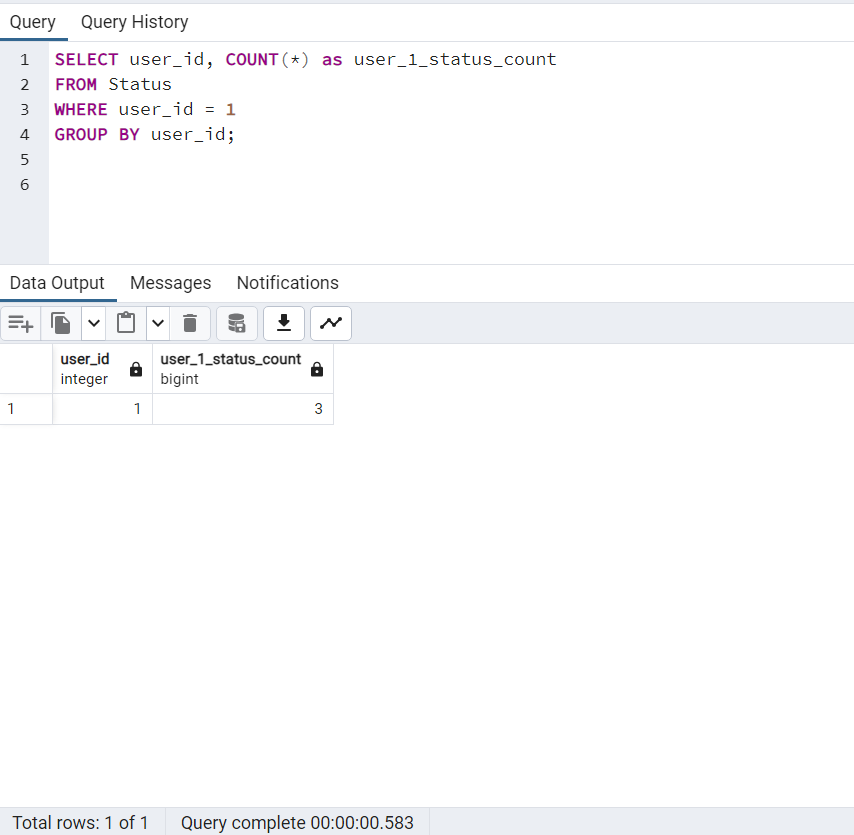 Query Query History
1 SELECT user_id, COUNT(*) as user_1_status_count
2 FROM Status
3 WHERE user_id = 1
4 GROUP BY user_id;
5
6
Data Output Messages Notifications
user_id user_1_status_count
integer bigint
1 1 3
Total rows: 1 of 1 Query complete 00:00:00.583